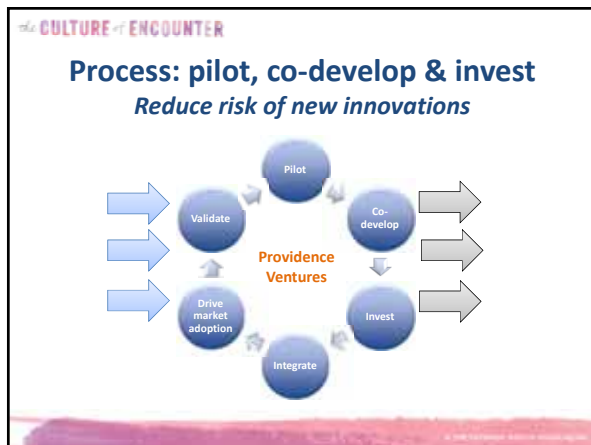 the CULTURE of ENCOUNTER
Process: pilot, co-develop & invest
Reduce risk of new innovations
Pilot
Validate
Co-
develop
Providence
Ventures
Drive
market
adoption
Invest
Integrate